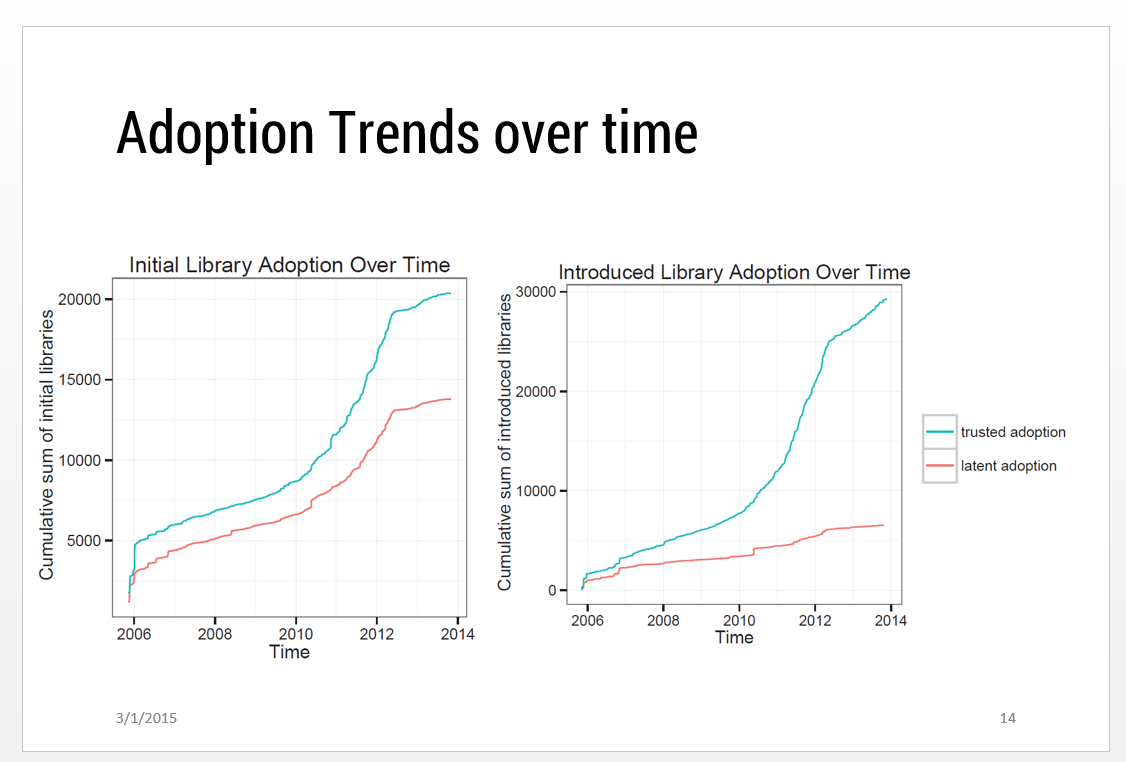 Adoption Trends over time
Initial Library Adoption Over Time
Cumulative sum of initial libraries
20000
15000
10000
5000
2006 2008 2010 2012 2014
Time
Introduced Library Adoption Over Time
Cumulative sum of introduced libraries
30000
20000
10000
0
2006 2008 2010 2012 2014
Time
trusted adoption
latent adoption
3/1/2015
14